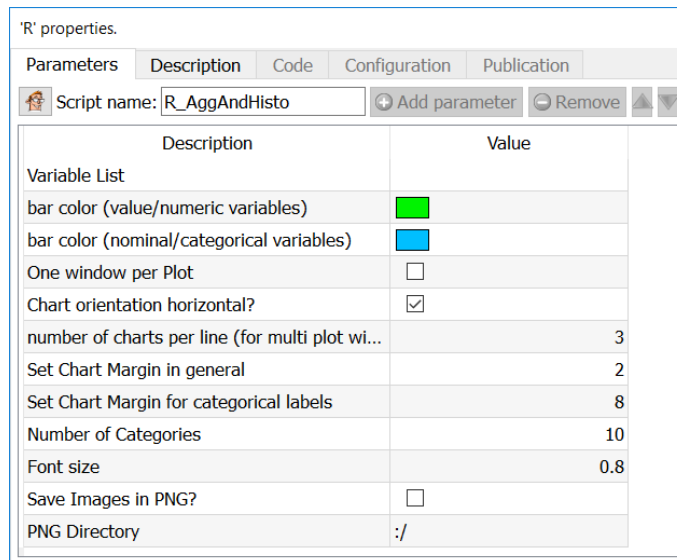 'R' properties.
Parameters Description Code Configuration Publication
Script name: R_AggAndHisto Add parameter Remove
Description Value
Variable List
bar color (value/numeric variables)
bar color (nominal/categorical variables)
One window per Plot
Chart orientation horizontal?
number of charts per line (for multi plot wi... 3
Set Chart Margin in general 2
Set Chart Margin for categorical labels 8
Number of Categories 10
Font size 0.8
Save Images in PNG?
PNG Directory :/